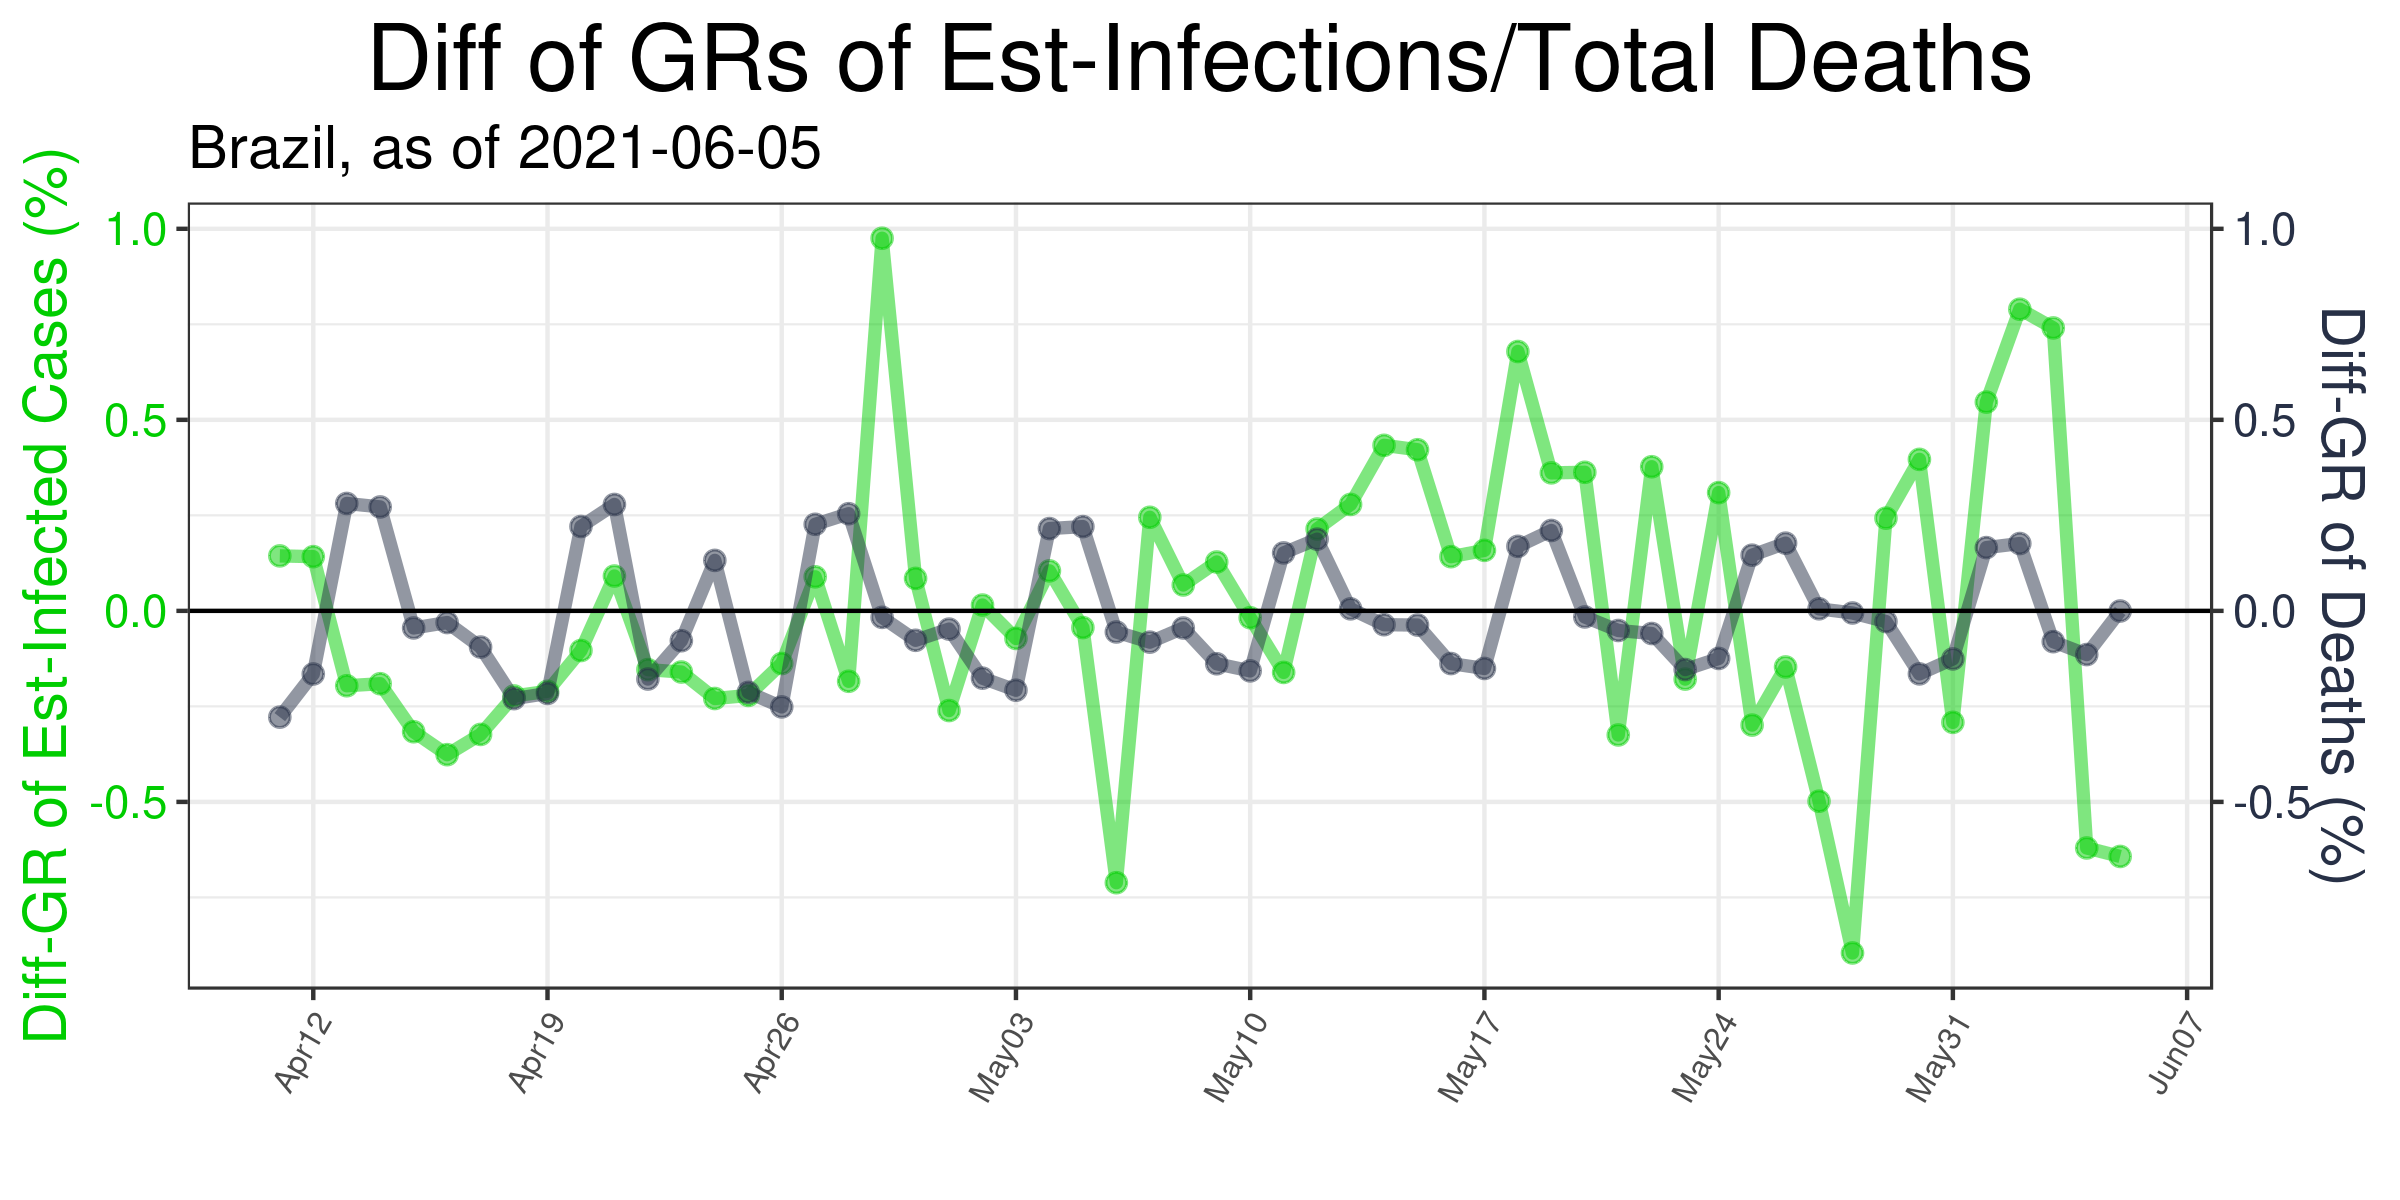 Diff of GRs of Est-Infections/Total Deaths
Brazil, as of 2021-06-05
Diff-GR of Est-Infected Cases (%)
1.0
0.5
0.0
-0.5
1.0
0.5
0.0
-0.5
Diff-GR of Deaths (%)
Apr12
Apr19
Apr26
May03
May10
May17
May24
May31
Jun07